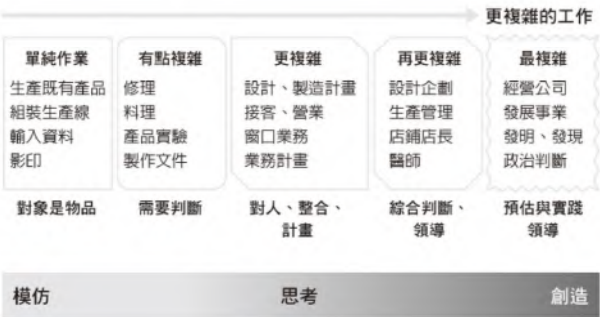 更複雜的工作
單純作業
生產既有產品
組裝生產線
輸入資料
影印
對象是物品
有點複雜
修理
料理
產品實驗
製作文件
需要判斷
更複雜
設計、製造計畫
接客、營業
窗口業務
業務計畫
對人、整合、
計畫
再更複雜
設計企劃
生產管理
店鋪店長
醫師
綜合判斷、
領導
最複雜
經營公司
發展事業
發明、發現
政治判斷
預估與實踐
領導
模仿
思考
創造